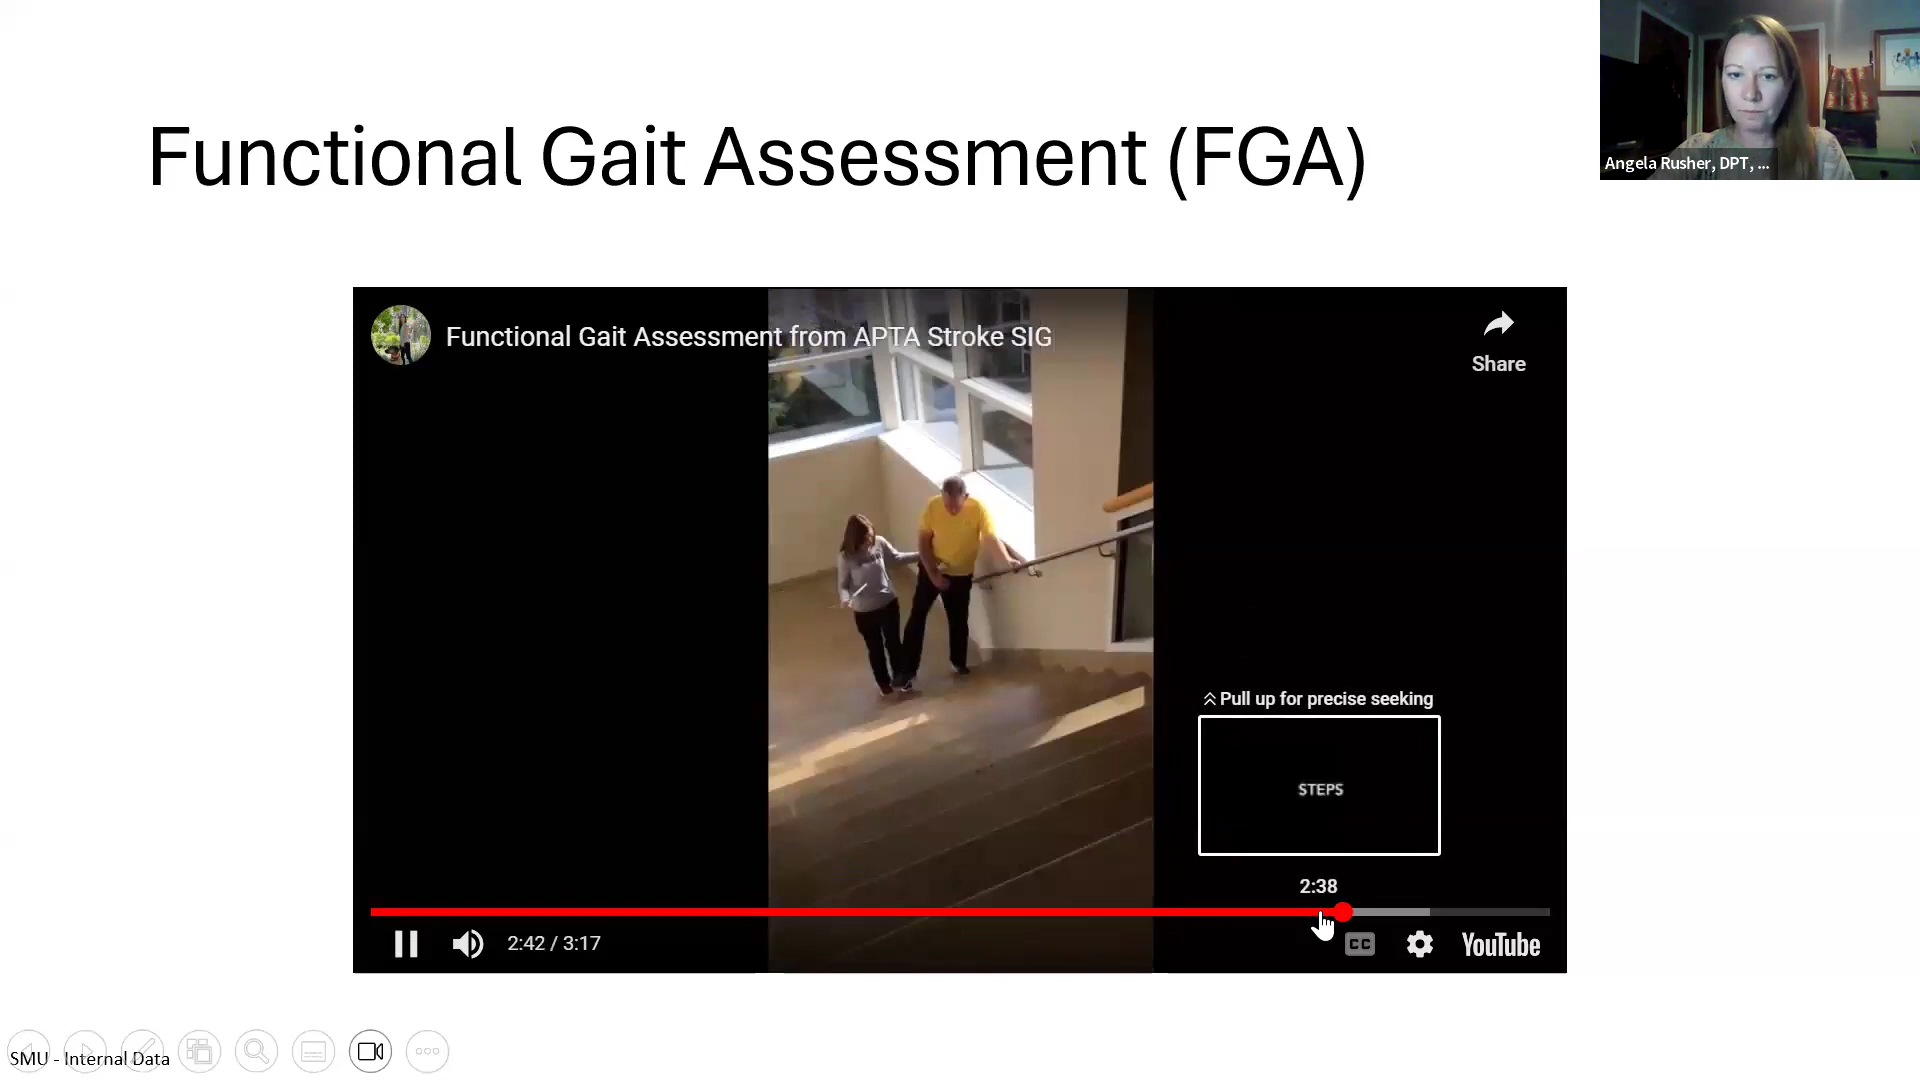 Functional Gait Assessment (FGA)
Angela Rusher, DPT, ...
Functional Gait Assessment from APTA Stroke SIG
Share
Pull up for precise seeking
STEPS
2:38
2:42 / 3:17
CC
YouTube
SMU - Internal Data